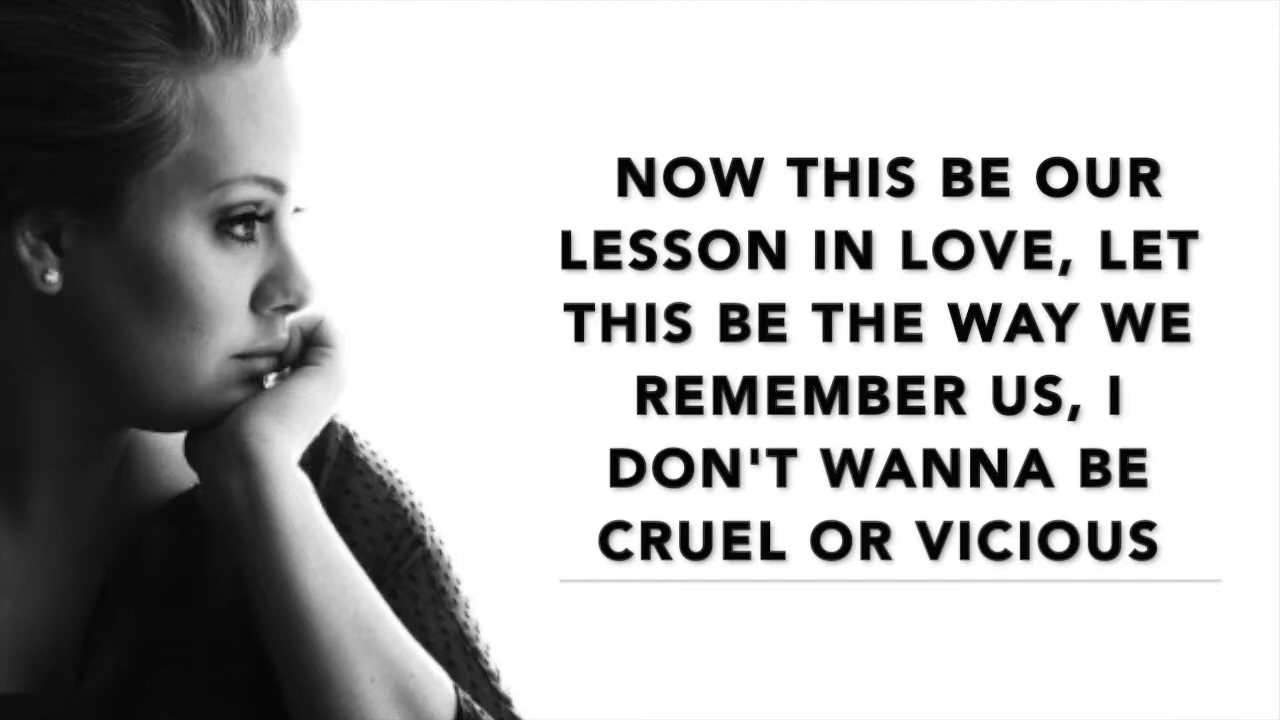 NOW THIS BE OUR
LESSON IN LOVE, LET
THIS BE THE WAY WE
REMEMBER US, I
DON'T WANNA BE
CRUEL OR VICIOUS